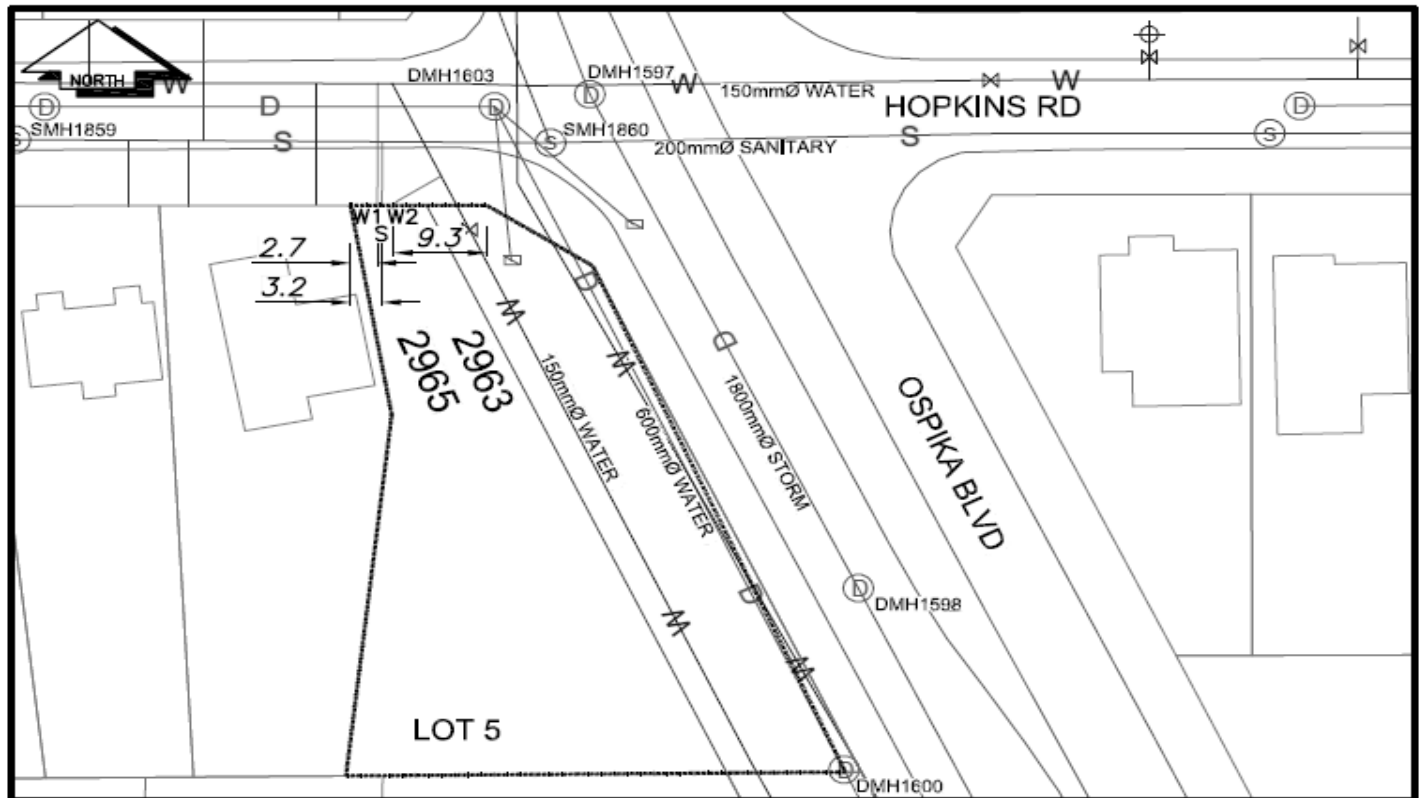 NORTH
W
DMH1603
DMH1597
W
150mmØ WATER
W
D
D
D
D
HOPKINS RD
D
S
SMH1859
S
SMH1860
S
200mmØ SANITARY
S
S
W1 W2
S
2.7
9.3
3.2
D
W
W
D
2963
2965
150mmØ WATER
600mmØ WATER
1800mmØ STORM
OSPIKA BLVD
D
D
DMH1598
W
W
LOT 5
D
DMH1600